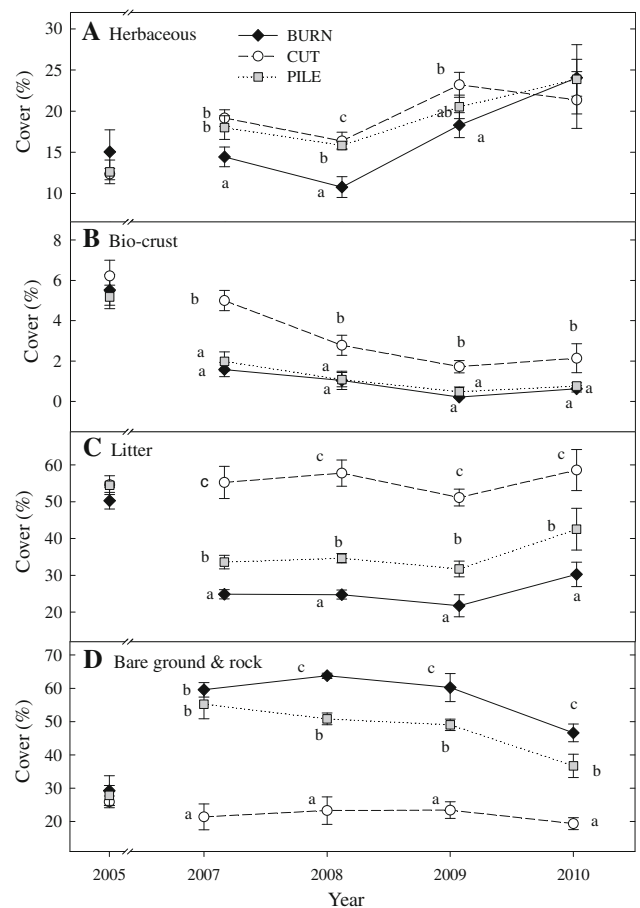 A Herbaceous
BURN
CUT
PILE
Cover (%)
30
25
20
15
10
b
b
a
c
b
a
b
ab
a
B Bio-crust
Cover (%)
8
6
4
2
0
b
a
a
b
a
a
b
a
a
b
a
a
C Litter
Cover (%)
60
50
40
30
20
c
b
a
c
b
a
c
b
a
c
b
a
D Bare ground & rock
Cover (%)
70
60
50
40
30
20
b
b
a
c
b
a
c
b
a
c
b
a
2005 2007 2008 2009 2010
Year